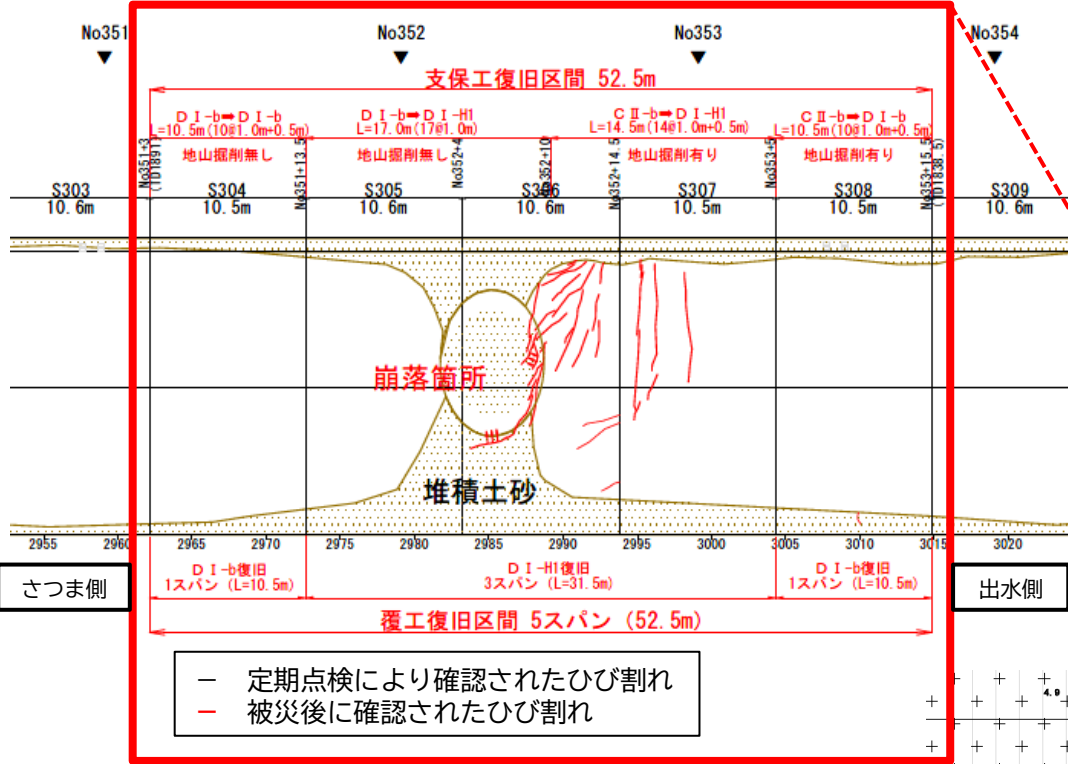 No351
No352
No353
No354
支保工復旧区間 52.5m
DⅠ-b➡DⅠ-b
L=10.5m(10@1.0m+0.5m)
地山掘削無し
DⅠ-b➡DⅠ-H1
L=17.0m(17@1.0m)
地山掘削無し
CⅡ-b➡DⅠ-H1
L=14.5m(14@1.0m+0.5m)
地山掘削有り
CⅡ-b➡DⅠ-b
L=10.5m(10@1.0m+0.5m)
地山掘削有り
No351+3
(101891)
No351+13.5
No352+4
No352+10
No352+14.5
No353+5
No353+15.5
(101838.5)
S303
10.6m
S304
10.5m
S305
10.6m
S306
10.6m
S307
10.5m
S308
10.5m
S309
10.6m
崩落箇所
堆積土砂
2955 2960 2965 2970 2975 2980 2985 2990 2995 3000 3005 3010 3015 3020
さつま側
DⅠ-b復旧
1スパン (L=10.5m)
DⅠ-H1復旧
3スパン (L=31.5m)
DⅠ-b復旧
1スパン (L=10.5m)
出水側
覆工復旧区間 5スパン (52.5m)
― 定期点検により確認されたひび割れ
― 被災後に確認されたひび割れ